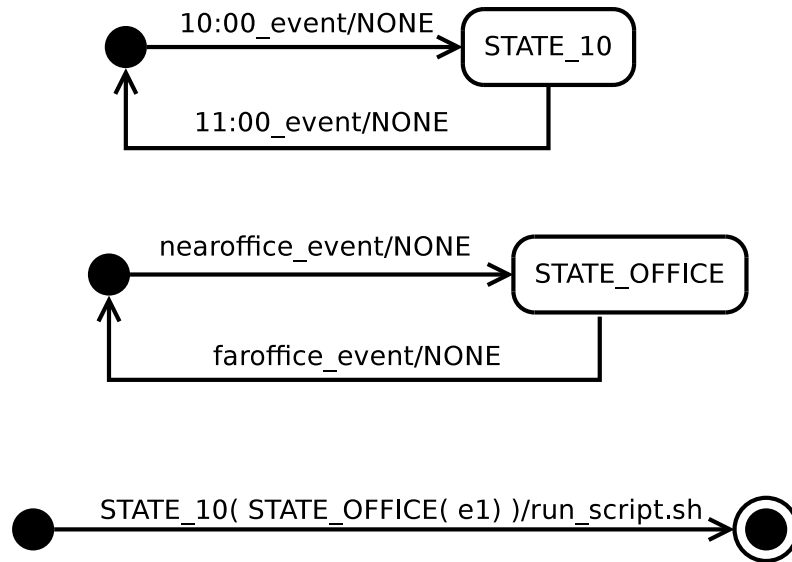 10:00_event/NONE
STATE_10
11:00_event/NONE
nearoffice_event/NONE
STATE_OFFICE
faroffice_event/NONE
STATE_10( STATE_OFFICE( e1) )/run_script.sh